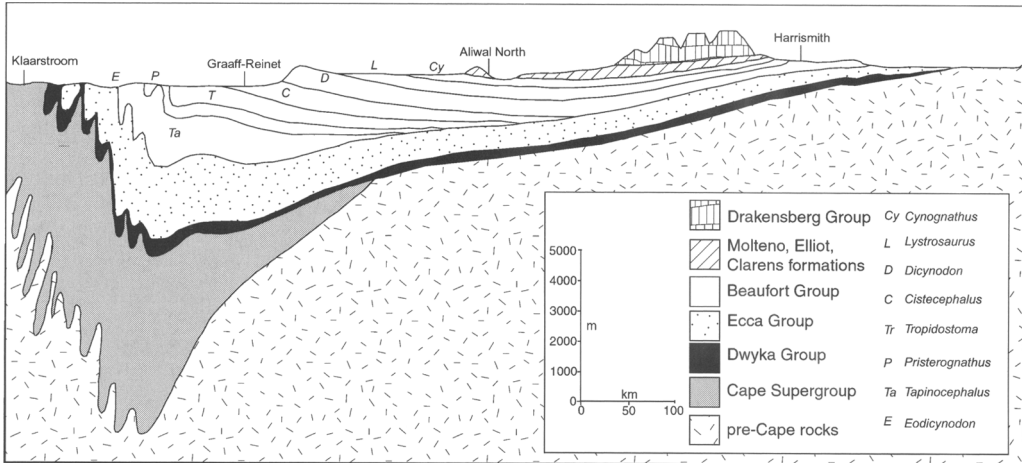 Klaarstroom
E
P
Graaff-Reinet
T
C
D
L
Cy
Aliwal North
Harrismith
Ta
5000
4000
3000
2000
1000
0
m
km
0 50 100
Drakensberg Group
Molteno, Elliot,
Clarens formations
Beaufort Group
Ecca Group
Dwyka Group
Cape Supergroup
pre-Cape rocks
Cy Cynognathus
L Lystrosaurus
D Dicynodon
C Cistecephalus
Tr Tropidostoma
P Pristerognathus
Ta Tapinocephalus
E Eodicynodon